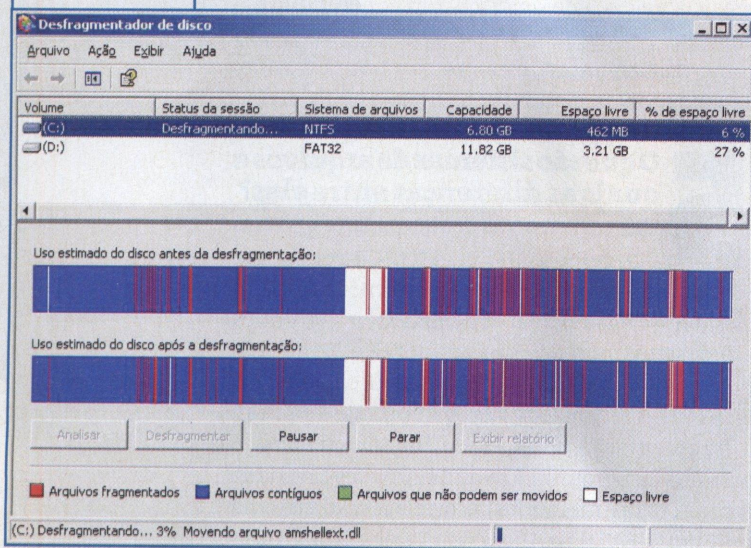 Desfragmentador de disco
Arquivo Ação Exibir Ajuda
Volume Status da sessão Sistema de arquivos Capacidade Espaço livre % de espaço livre
(C:) Desfragmentando... NTFS 6.80 GB 462 MB 6 %
(D:) FAT32 11.82 GB 3.21 GB 27 %
Uso estimado do disco antes da desfragmentação:
Uso estimado do disco após a desfragmentação:
Analisar Desfragmentar Pausar Parar Exibir relatório
Arquivos fragmentados Arquivos contíguos Arquivos que não podem ser movidos Espaço livre
(C:) Desfragmentando... 3% Movendo arquivo amshellext.dll